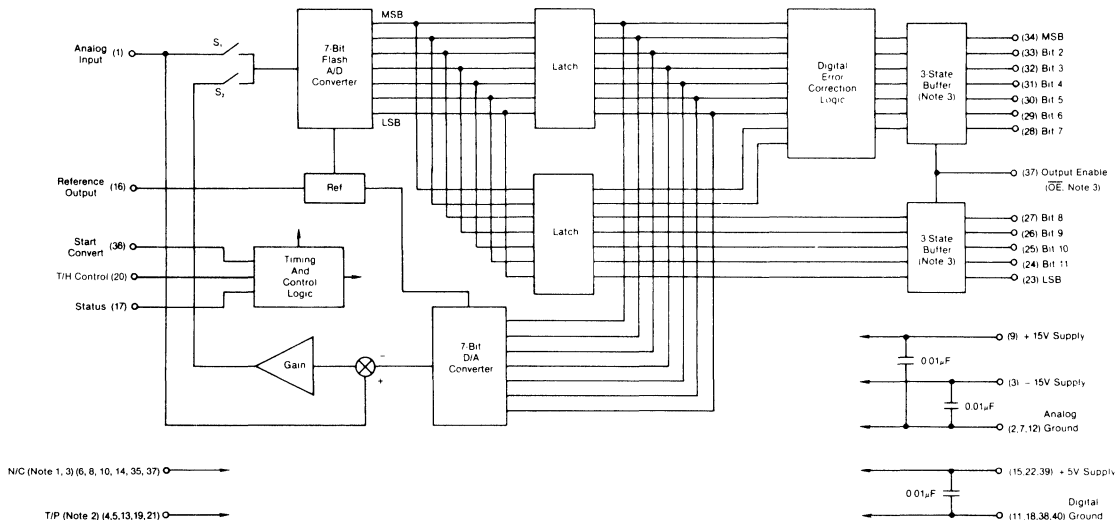 Analog
Input (1)
S₁
S₂
7-Bit
Flash
A/D
Converter
MSB
LSB
Latch
Digital
Error
Correction
Logic
3-State
Buffer
(Note 3)
(34) MSB
(33) Bit 2
(32) Bit 3
(31) Bit 4
(30) Bit 5
(29) Bit 6
(28) Bit 7
Reference
Output (16)
Ref
(37) Output Enable
(OE, Note 3)
Start
Convert (36)
T/H Control (20)
Status (17)
Timing
And
Control
Logic
Latch
3-State
Buffer
(Note 3)
(27) Bit 8
(26) Bit 9
(25) Bit 10
(24) Bit 11
(23) LSB
Gain
−
+
7-Bit
D/A
Converter
(9) + 15V Supply
0.01µF
(3) − 15V Supply
0.01µF
Analog
(2,7,12) Ground
N/C (Note 1, 3) (6, 8, 10, 14, 35, 37)
(15,22,39) +5V Supply
0.01µF
T/P (Note 2) (4,5,13,19,21)
Digital
(11,18,38,40) Ground